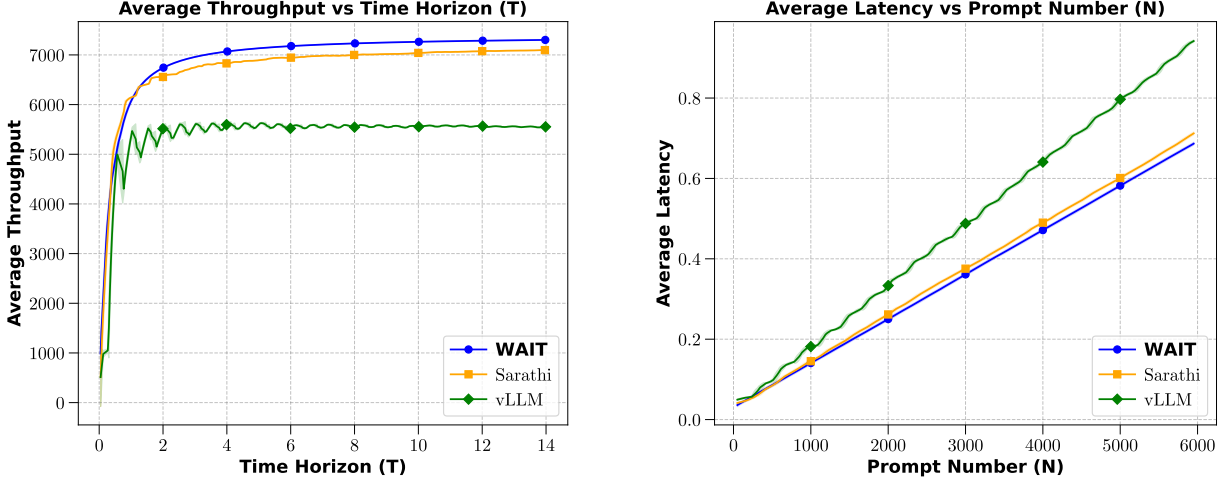 Average Throughput vs Time Horizon (T)
Average Throughput
7000
6000
5000
4000
3000
2000
1000
0
0 2 4 6 8 10 12 14
Time Horizon (T)
WAIT
Sarathi
vLLM
Average Latency vs Prompt Number (N)
Average Latency
0.8
0.6
0.4
0.2
0.0
0 1000 2000 3000 4000 5000 6000
Prompt Number (N)
WAIT
Sarathi
vLLM